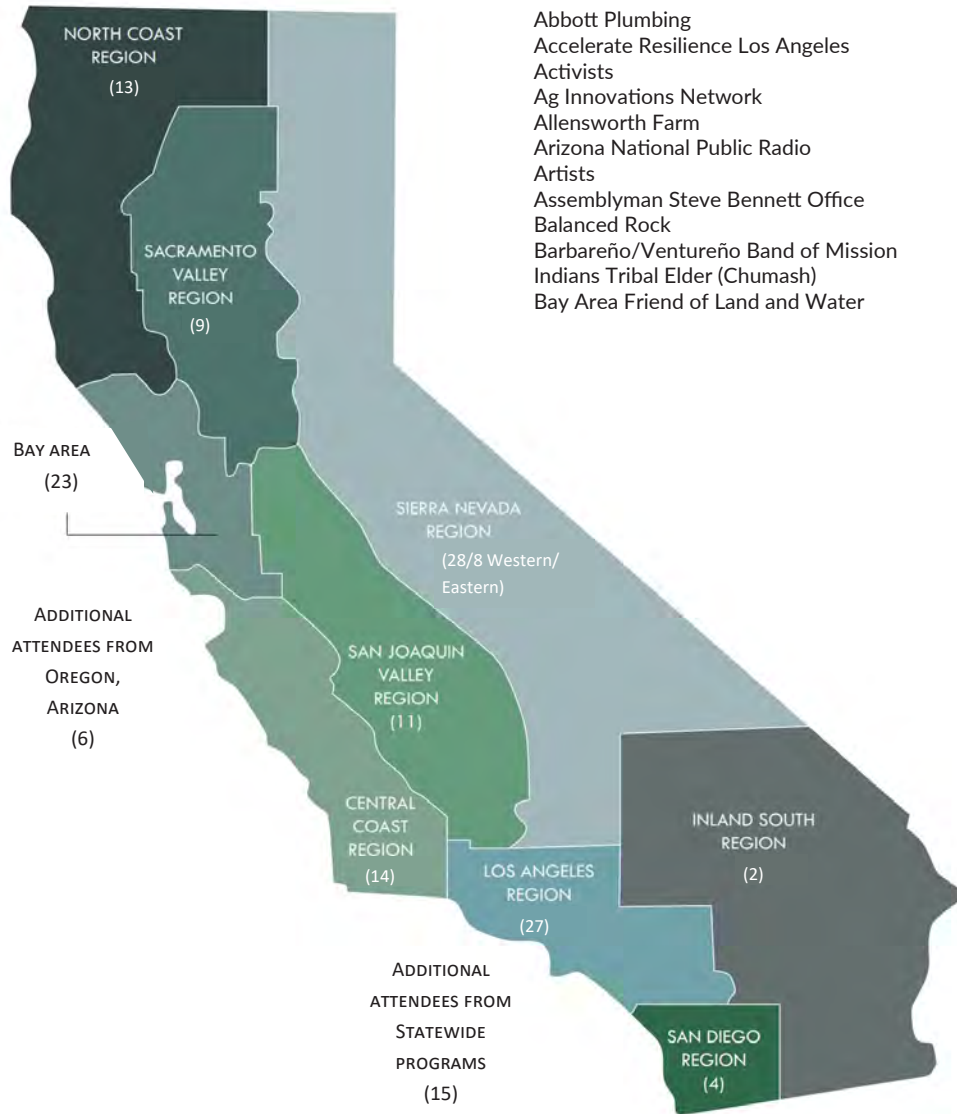 Abbott Plumbing
Accelerate Resilience Los Angeles
Activists
Ag Innovations Network
Allensworth Farm
Arizona National Public Radio
Artists
Assemblyman Steve Bennett Office
Balanced Rock
Barbareño/Ventureño Band of Mission
Indians Tribal Elder (Chumash)
Bay Area Friend of Land and Water
NORTH COAST
REGION
(13)
SACRAMENTO
VALLEY
REGION
(9)
BAY AREA
(23)
SIERRA NEVADA
REGION
(28/8 Western/
Eastern)
ADDITIONAL
ATTENDEES FROM
OREGON,
ARIZONA
(6)
SAN JOAQUIN
VALLEY
REGION
(11)
CENTRAL
COAST
REGION
(14)
INLAND SOUTH
REGION
(2)
LOS ANGELES
REGION
(27)
ADDITIONAL
ATTENDEES FROM
STATEWIDE
PROGRAMS
(15)
SAN DIEGO
REGION
(4)